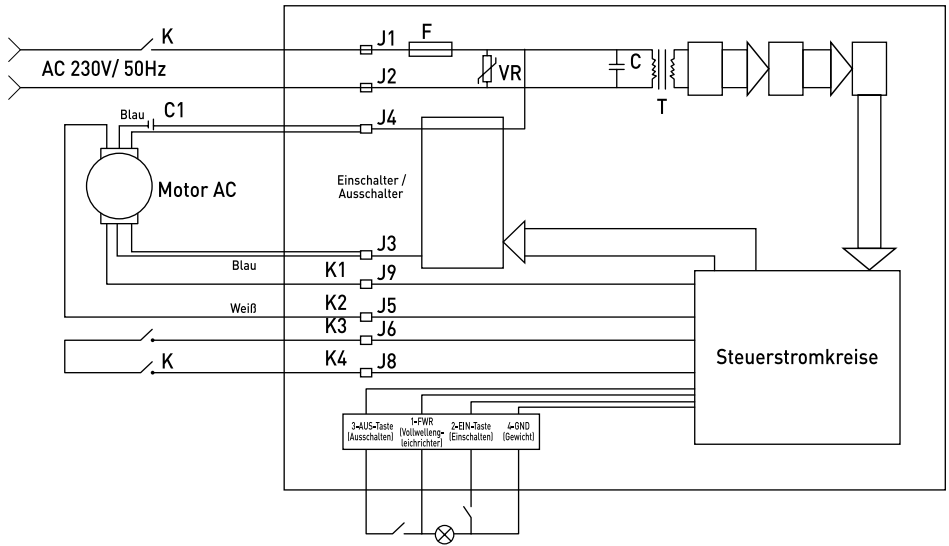 K
J1
F
AC 230V/ 50Hz
J2
VR
C
T
Blau
C1
J4
Motor AC
Einschalter /
Ausschalter
J3
Blau
K1
J9
Weiß
K2
J5
K3
J6
K
K4
J8
Steuerstromkreise
3-AUS-Taste
(Ausschalten)
1-FWR
(Vollwellen-
gleichrichter)
2-EIN-Taste
(Einschalten)
4-GND
(Gewicht)